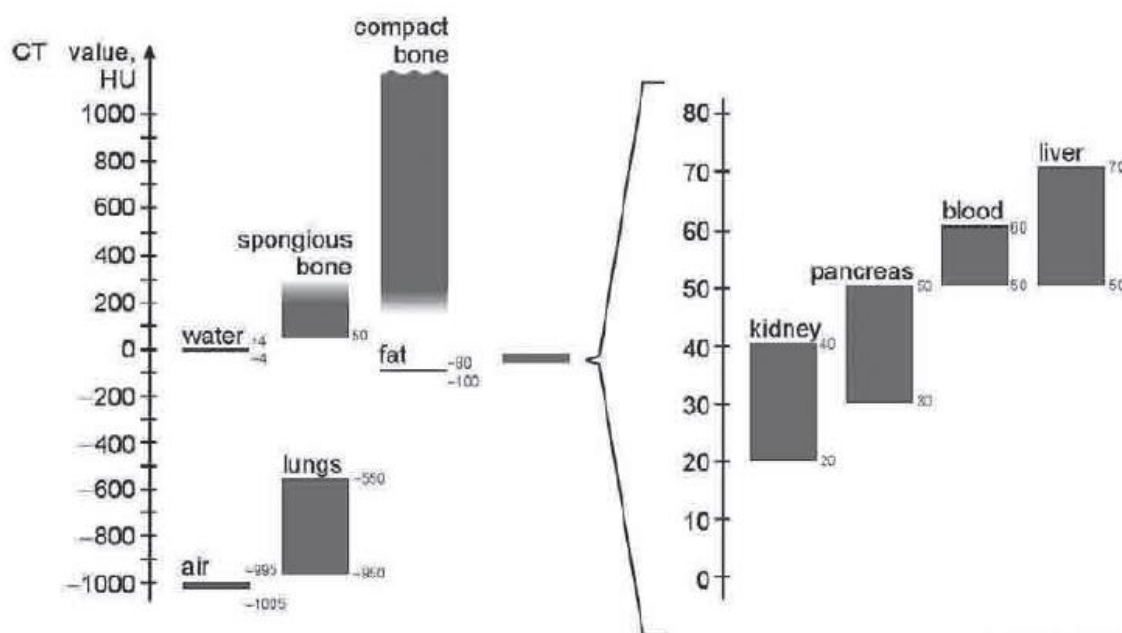 CT value,
HU
1000
800
600
400
200
0
−200
−400
−600
−800
−1000
compact
bone
spongious
bone
50
water
+4
−4
fat
−80
−100
lungs
−550
−950
air
−995
−1005
80
70
60
50
40
30
20
10
0
liver
70
50
blood
60
50
pancreas
50
30
kidney
40
20